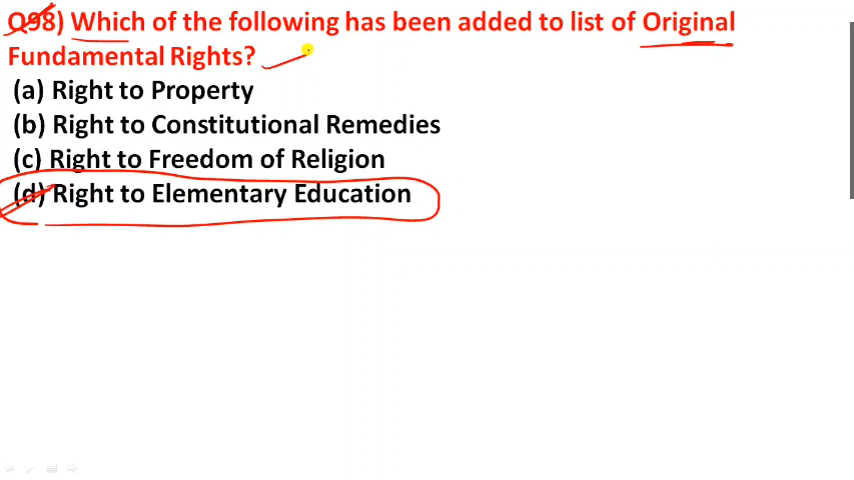 Q98) Which of the following has been added to list of Original
Fundamental Rights?
(a) Right to Property
(b) Right to Constitutional Remedies
(c) Right to Freedom of Religion
(d) Right to Elementary Education